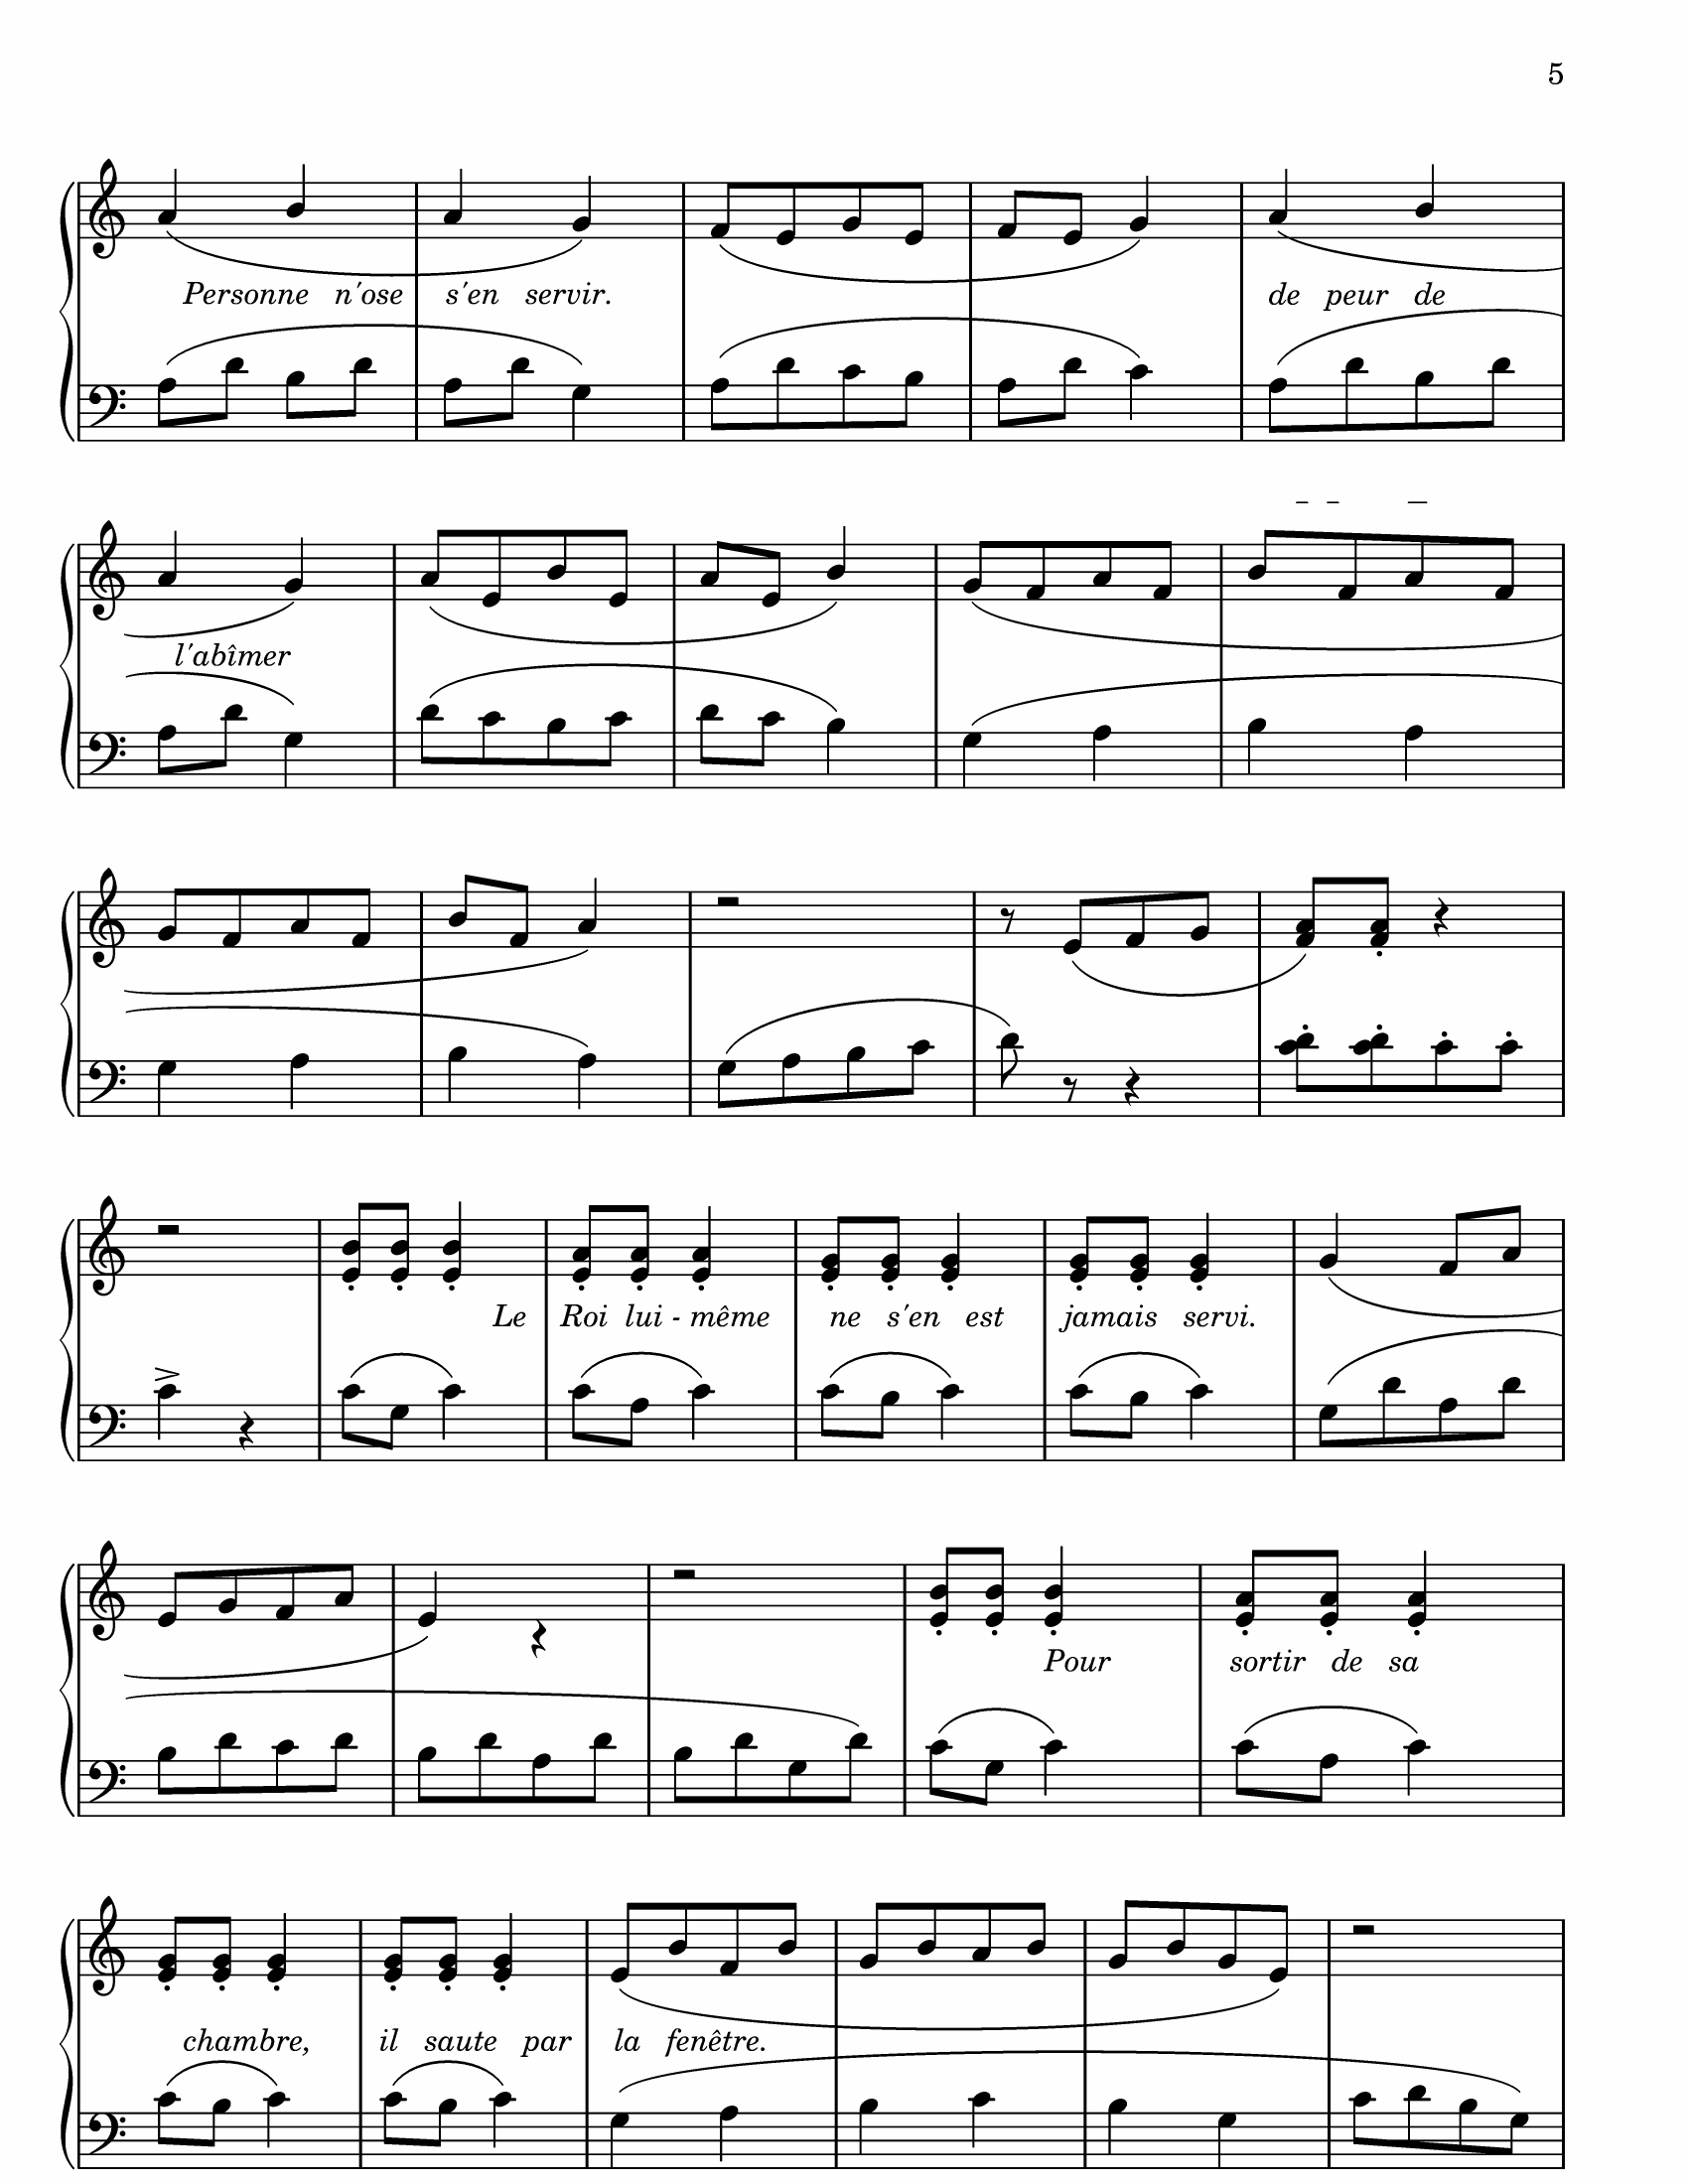 5
Personne n'ose s'en servir. de peur de
l'abîmer
Le Roi lui - même ne s'en est jamais servi.
Pour sortir de sa
chambre, il saute par la fenêtre.